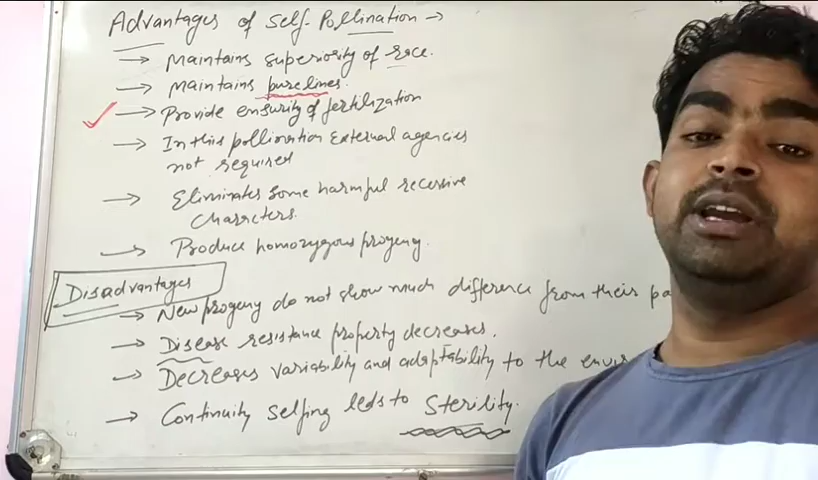 Advantages of Self-Pollination →
→ Maintains superiority of race.
→ Maintains purelines.
→ Provide ensurity of fertilization
→ In this pollination External agencies
not required
→ Eliminates some harmful recessive
characters.
→ Produce homozygous progeny.
Disadvantages
→ New progeny do not show much difference from their pa
→ Disease resistance property decreases.
→ Decreases variability and adaptability to the envir
→ Continuity selfing leds to Sterility.